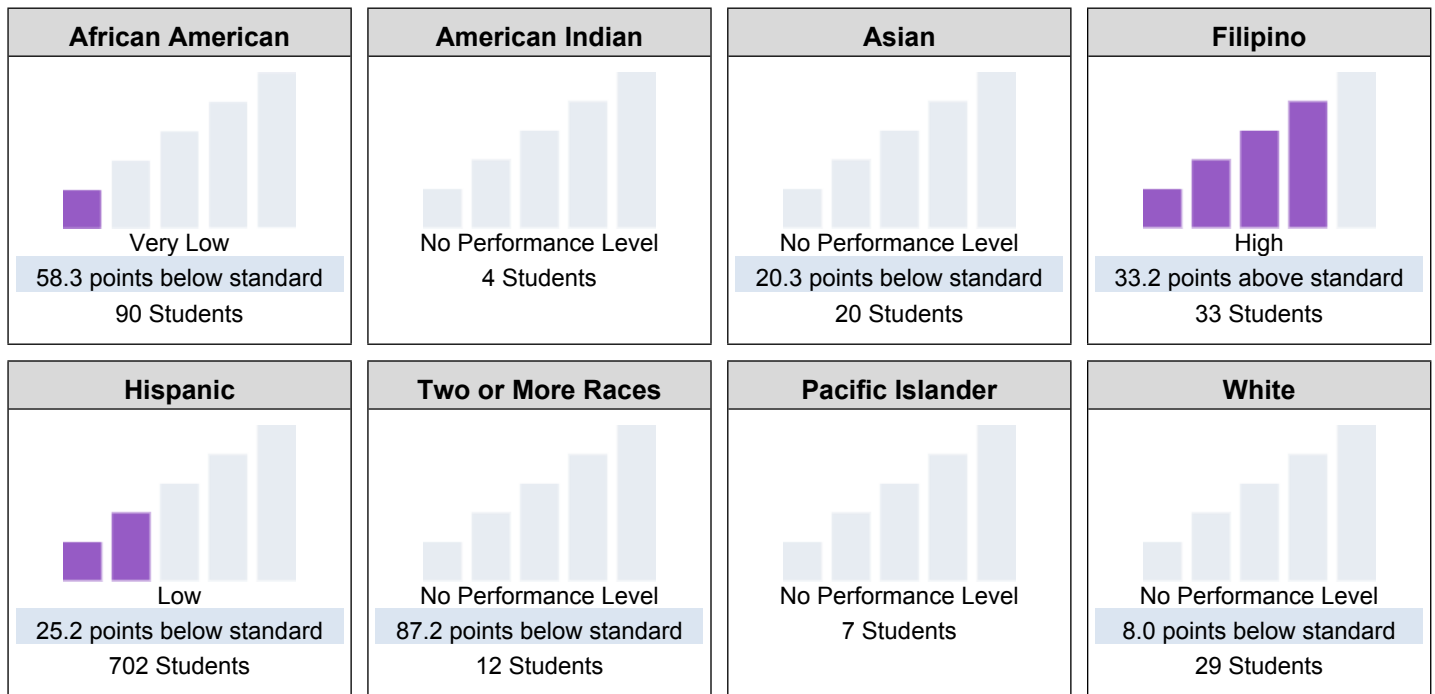 African American
Very Low
58.3 points below standard
90 Students
American Indian
No Performance Level
4 Students
Asian
No Performance Level
20.3 points below standard
20 Students
Filipino
High
33.2 points above standard
33 Students
Hispanic
Low
25.2 points below standard
702 Students
Two or More Races
No Performance Level
87.2 points below standard
12 Students
Pacific Islander
No Performance Level
7 Students
White
No Performance Level
8.0 points below standard
29 Students